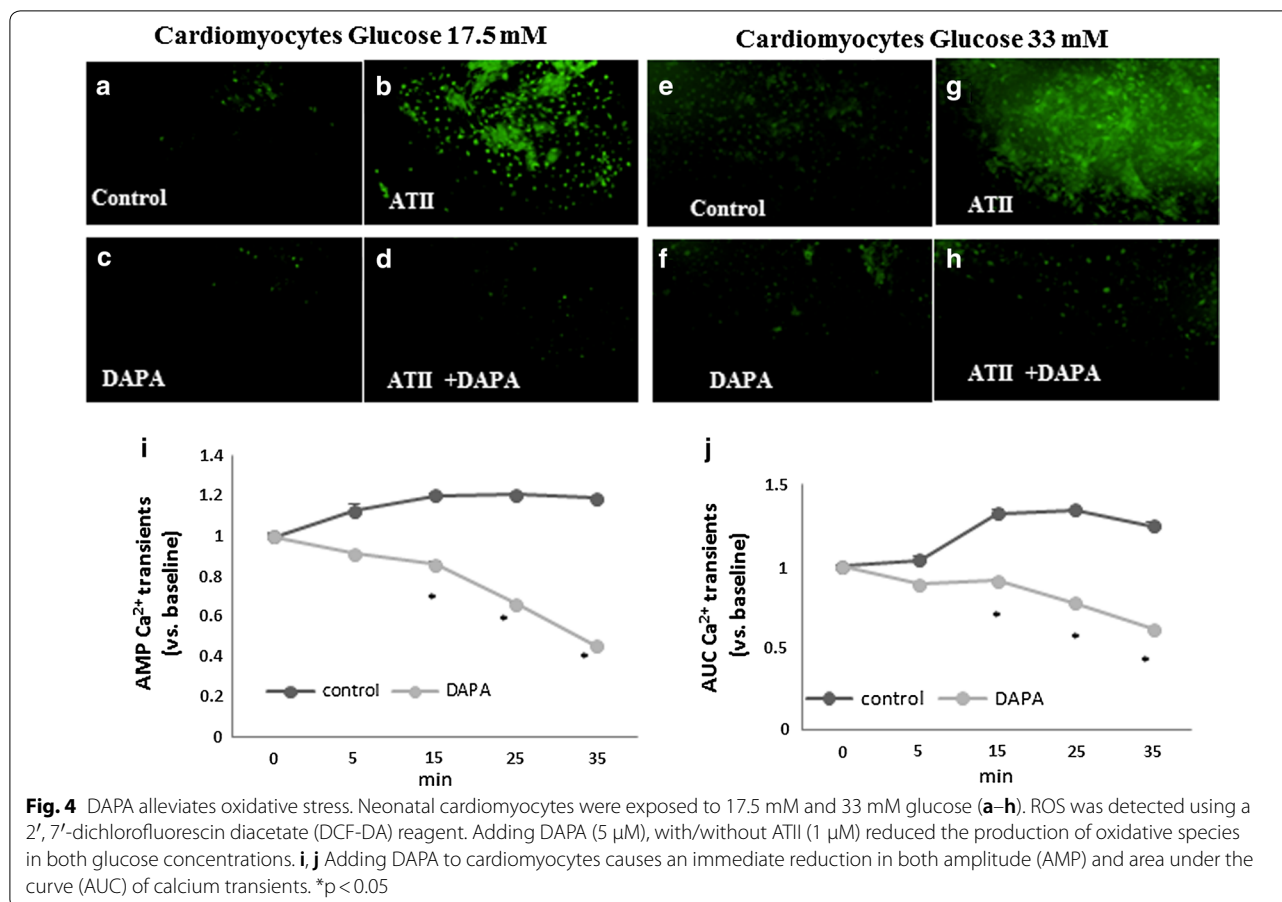 Cardiomyocytes Glucose 17.5 mM
Cardiomyocytes Glucose 33 mM
a
Control
b
ATII
e
Control
g
ATII
c
DAPA
d
ATII +DAPA
f
DAPA
h
ATII +DAPA
i
AMP Ca²⁺ transients
(vs. baseline)
1.4
1.2
1
0.8
0.6
0.4
0.2
0
*
*
*
control
DAPA
0 5 15 25 35
min
j
AUC Ca²⁺ transients
(vs. baseline)
1.5
1
0.5
0
*
*
*
control
DAPA
0 5 15 25 35
min
Fig. 4 DAPA alleviates oxidative stress. Neonatal cardiomyocytes were exposed to 17.5 mM and 33 mM glucose (a–h). ROS was detected using a
2′, 7′-dichlorofluorescin diacetate (DCF-DA) reagent. Adding DAPA (5 μM), with/without ATII (1 μM) reduced the production of oxidative species
in both glucose concentrations. i, j Adding DAPA to cardiomyocytes causes an immediate reduction in both amplitude (AMP) and area under the
curve (AUC) of calcium transients. *p < 0.05